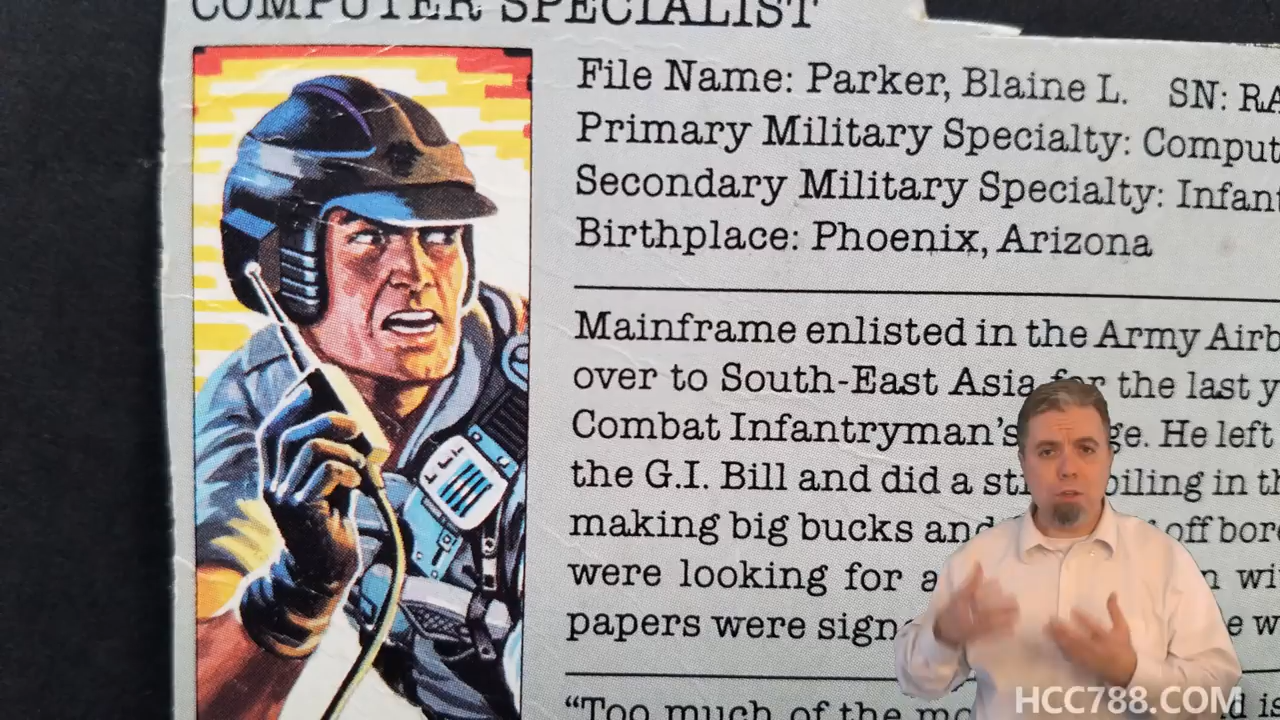 COMPUTER SPECIALIST
File Name: Parker, Blaine L. SN: RA
Primary Military Specialty: Comput
Secondary Military Specialty: Infant
Birthplace: Phoenix, Arizona
Mainframe enlisted in the Army Airb
over to South-East Asia for the last y
Combat Infantryman's ge. He left
the G.I. Bill and did a st oiling in th
making big bucks and off bore
were looking for a n wi
papers were sign e w
"Too much of the mo d is
HCC788.COM